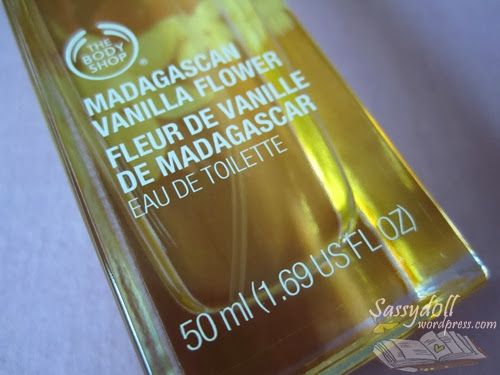 THE
BODY
SHOP
®
MADAGASCAN
VANILLA FLOWER
FLEUR DE VANILLE
DE MADAGASCAR
EAU DE TOILETTE
50 ml (1.69 US FL OZ)
Sassydoll
wordpress.com